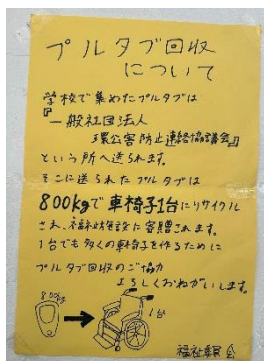 プルタブ回収
について
学校で集めたプルタブは
『一般社団法人
環公害防止連絡協議会』
という所へ送られます。
そこに送られたプルタブは
800kgで車椅子1台にリサイクル
され、福祉施設に寄贈されます。
1台でも多くの車椅子を作るために
プルタブ回収のご協力
よろしくおねがいします。
800kg
1台
福祉委員会